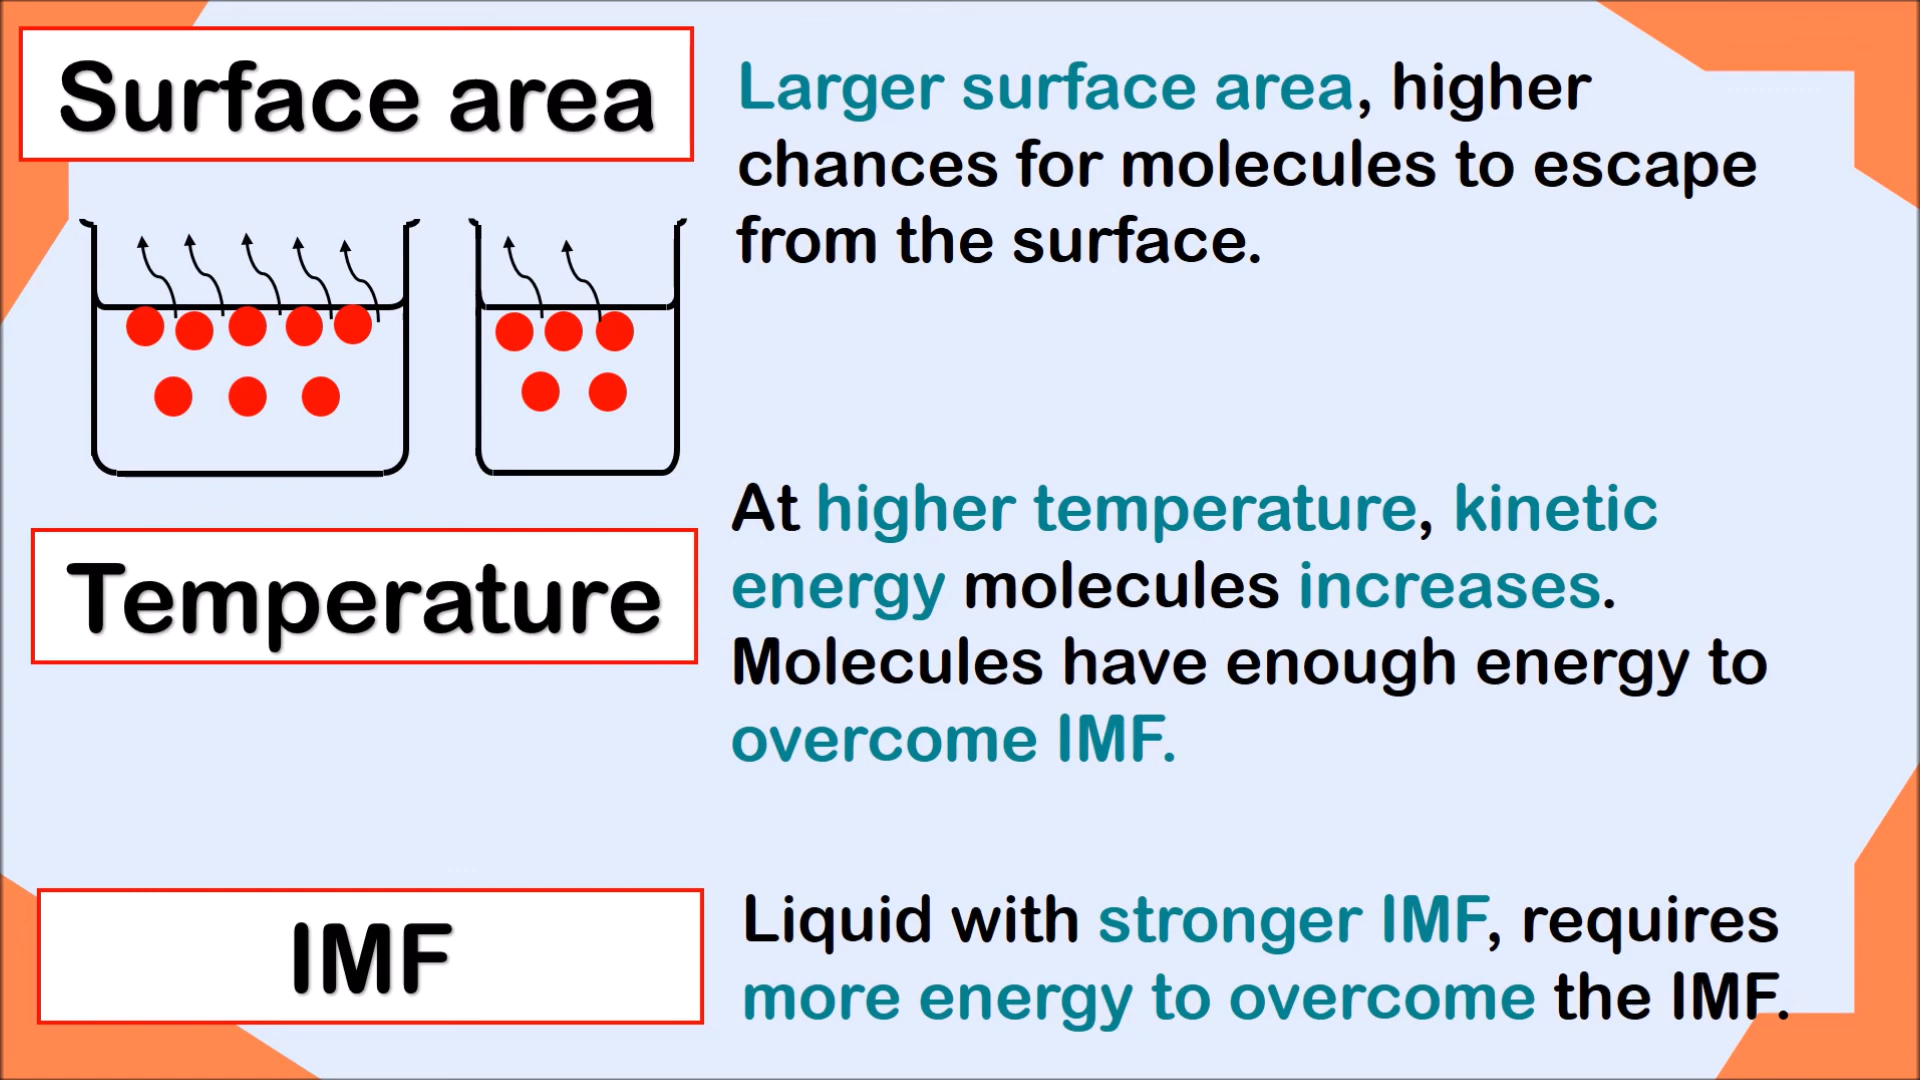 Surface area
Larger surface area, higher
chances for molecules to escape
from the surface.
Temperature
At higher temperature, kinetic
energy molecules increases.
Molecules have enough energy to
overcome IMF.
IMF
Liquid with stronger IMF, requires
more energy to overcome the IMF.